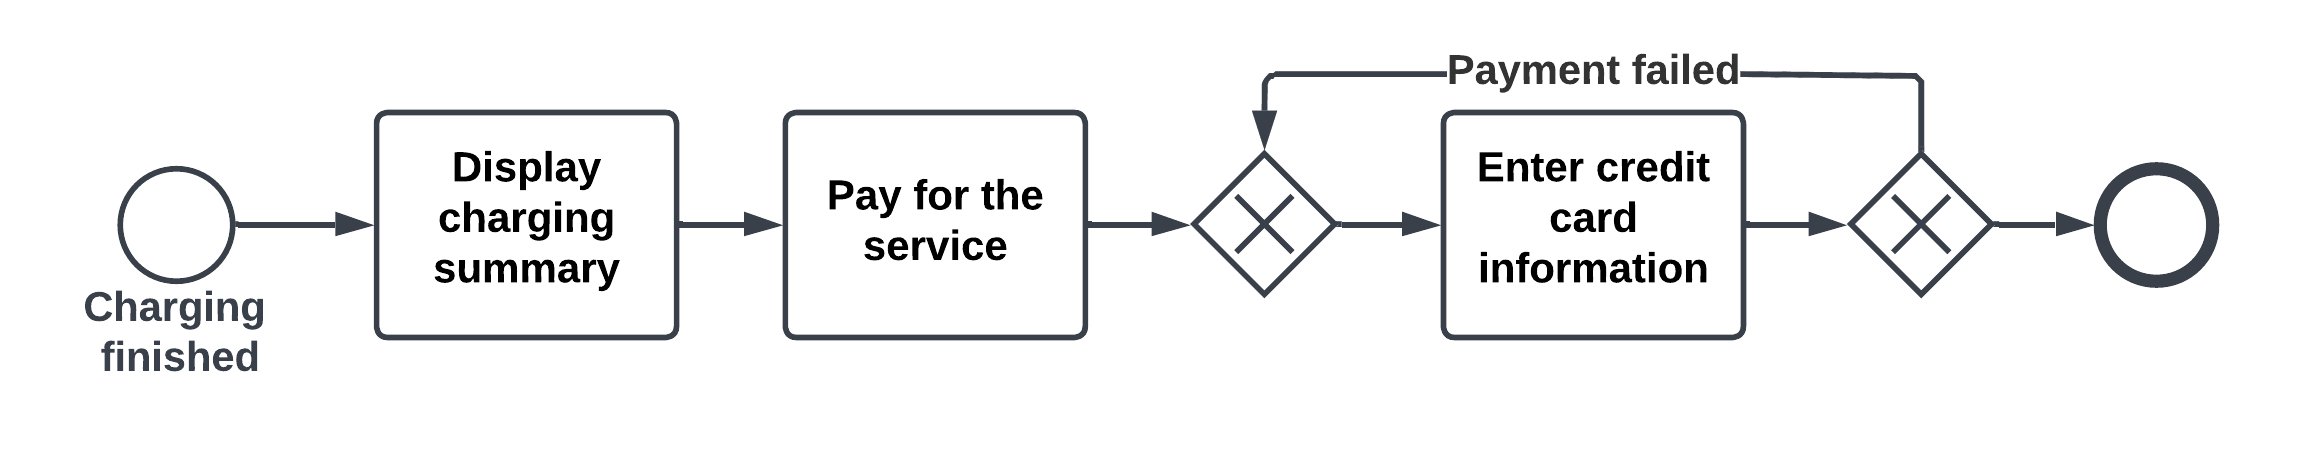 Payment failed
Display
charging
summary
Pay for the
service
Enter credit
card
information
Charging
finished